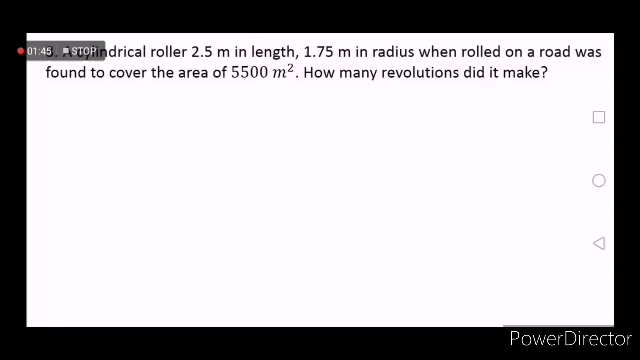 01:45 STOP
cylindrical roller 2.5 m in length, 1.75 m in radius when rolled on a road was
found to cover the area of 5500 m². How many revolutions did it make?
PowerDirector